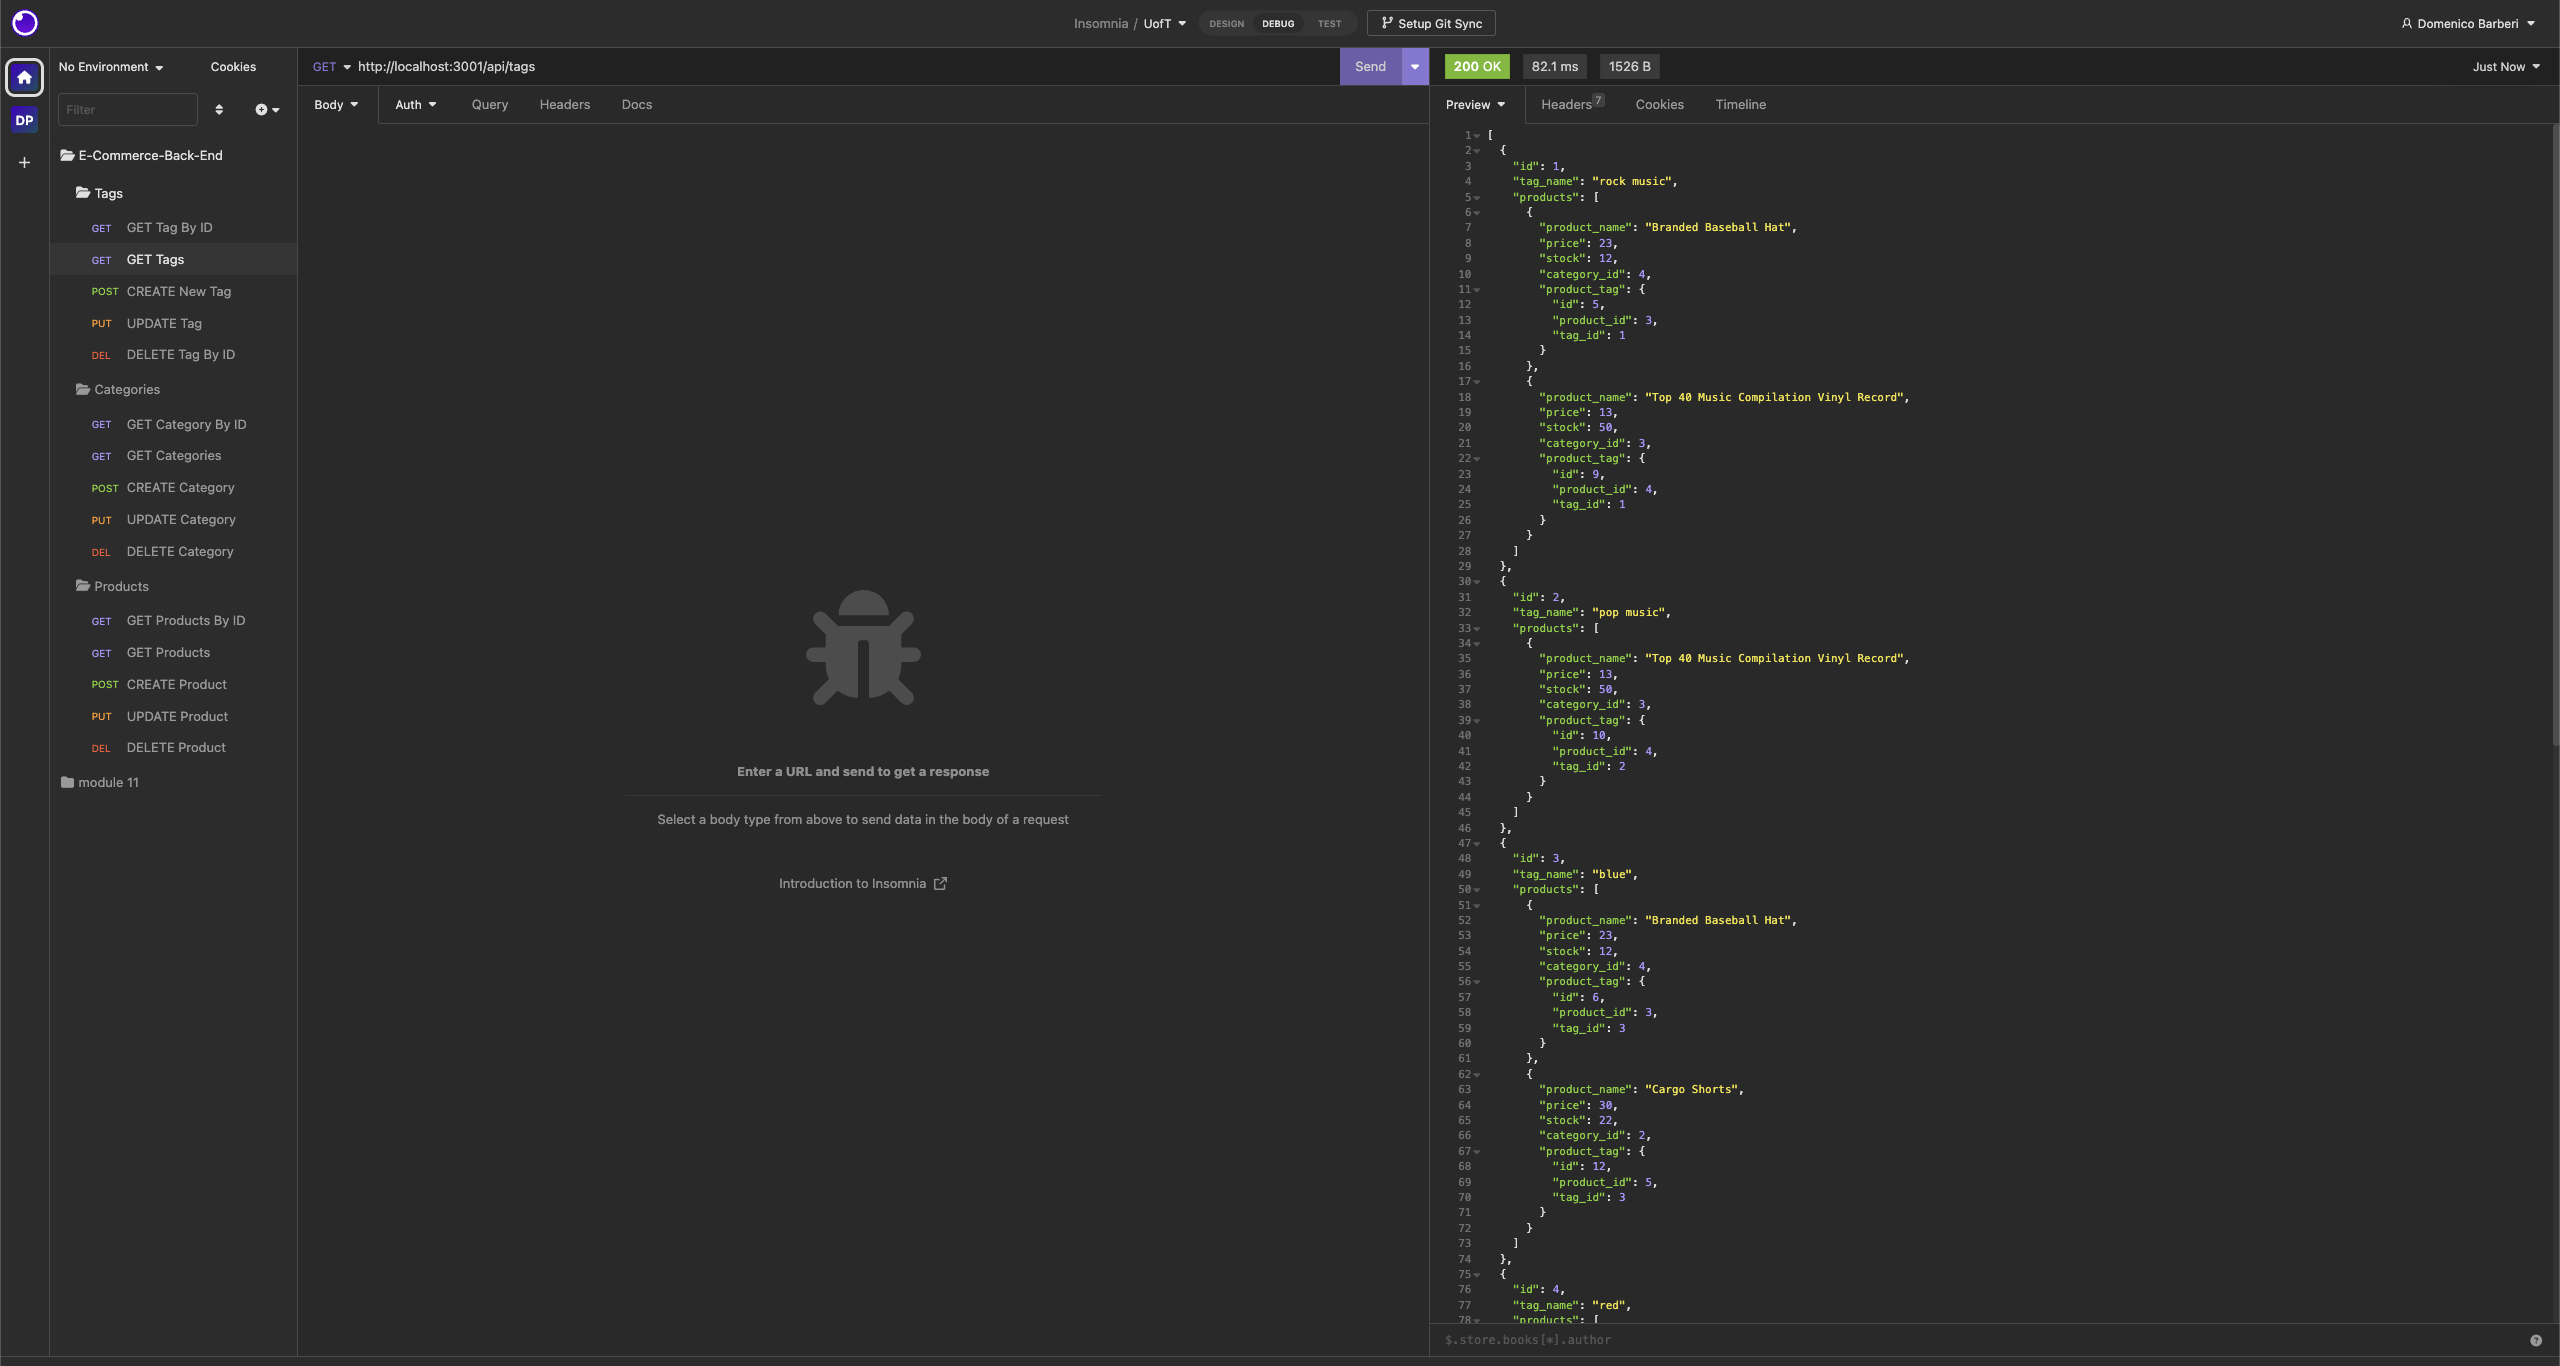 Insomnia / UofT
DESIGN DEBUG TEST
Setup Git Sync
Domenico Barberi
DP
No Environment Cookies
Filter
E-Commerce-Back-End
Tags
GET GET Tag By ID
GET GET Tags
POST CREATE New Tag
PUT UPDATE Tag
DEL DELETE Tag By ID
Categories
GET GET Category By ID
GET GET Categories
POST CREATE Category
PUT UPDATE Category
DEL DELETE Category
Products
GET GET Products By ID
GET GET Products
POST CREATE Product
PUT UPDATE Product
DEL DELETE Product
module 11
GET http://localhost:3001/api/tags Send
Body Auth Query Headers Docs
Enter a URL and send to get a response
Select a body type from above to send data in the body of a request
Introduction to Insomnia
200 OK 82.1 ms 1526 B Just Now
Preview Headers 7 Cookies Timeline
1 [
2 {
3 "id": 1,
4 "tag_name": "rock music",
5 "products": [
6 {
7 "product_name": "Branded Baseball Hat",
8 "price": 23,
9 "stock": 12,
10 "category_id": 4,
11 "product_tag": {
12 "id": 5,
13 "product_id": 3,
14 "tag_id": 1
15 }
16 },
17 {
18 "product_name": "Top 40 Music Compilation Vinyl Record",
19 "price": 13,
20 "stock": 50,
21 "category_id": 3,
22 "product_tag": {
23 "id": 9,
24 "product_id": 4,
25 "tag_id": 1
26 }
27 }
28 ]
29 },
30 {
31 "id": 2,
32 "tag_name": "pop music",
33 "products": [
34 {
35 "product_name": "Top 40 Music Compilation Vinyl Record",
36 "price": 13,
37 "stock": 50,
38 "category_id": 3,
39 "product_tag": {
40 "id": 10,
41 "product_id": 4,
42 "tag_id": 2
43 }
44 }
45 ]
46 },
47 {
48 "id": 3,
49 "tag_name": "blue",
50 "products": [
51 {
52 "product_name": "Branded Baseball Hat",
53 "price": 23,
54 "stock": 12,
55 "category_id": 4,
56 "product_tag": {
57 "id": 6,
58 "product_id": 3,
59 "tag_id": 3
60 }
61 },
62 {
63 "product_name": "Cargo Shorts",
64 "price": 30,
65 "stock": 22,
66 "category_id": 2,
67 "product_tag": {
68 "id": 12,
69 "product_id": 5,
70 "tag_id": 3
71 }
72 }
73 ]
74 },
75 {
76 "id": 4,
77 "tag_name": "red",
78 "products": [
$.store.books[*].author